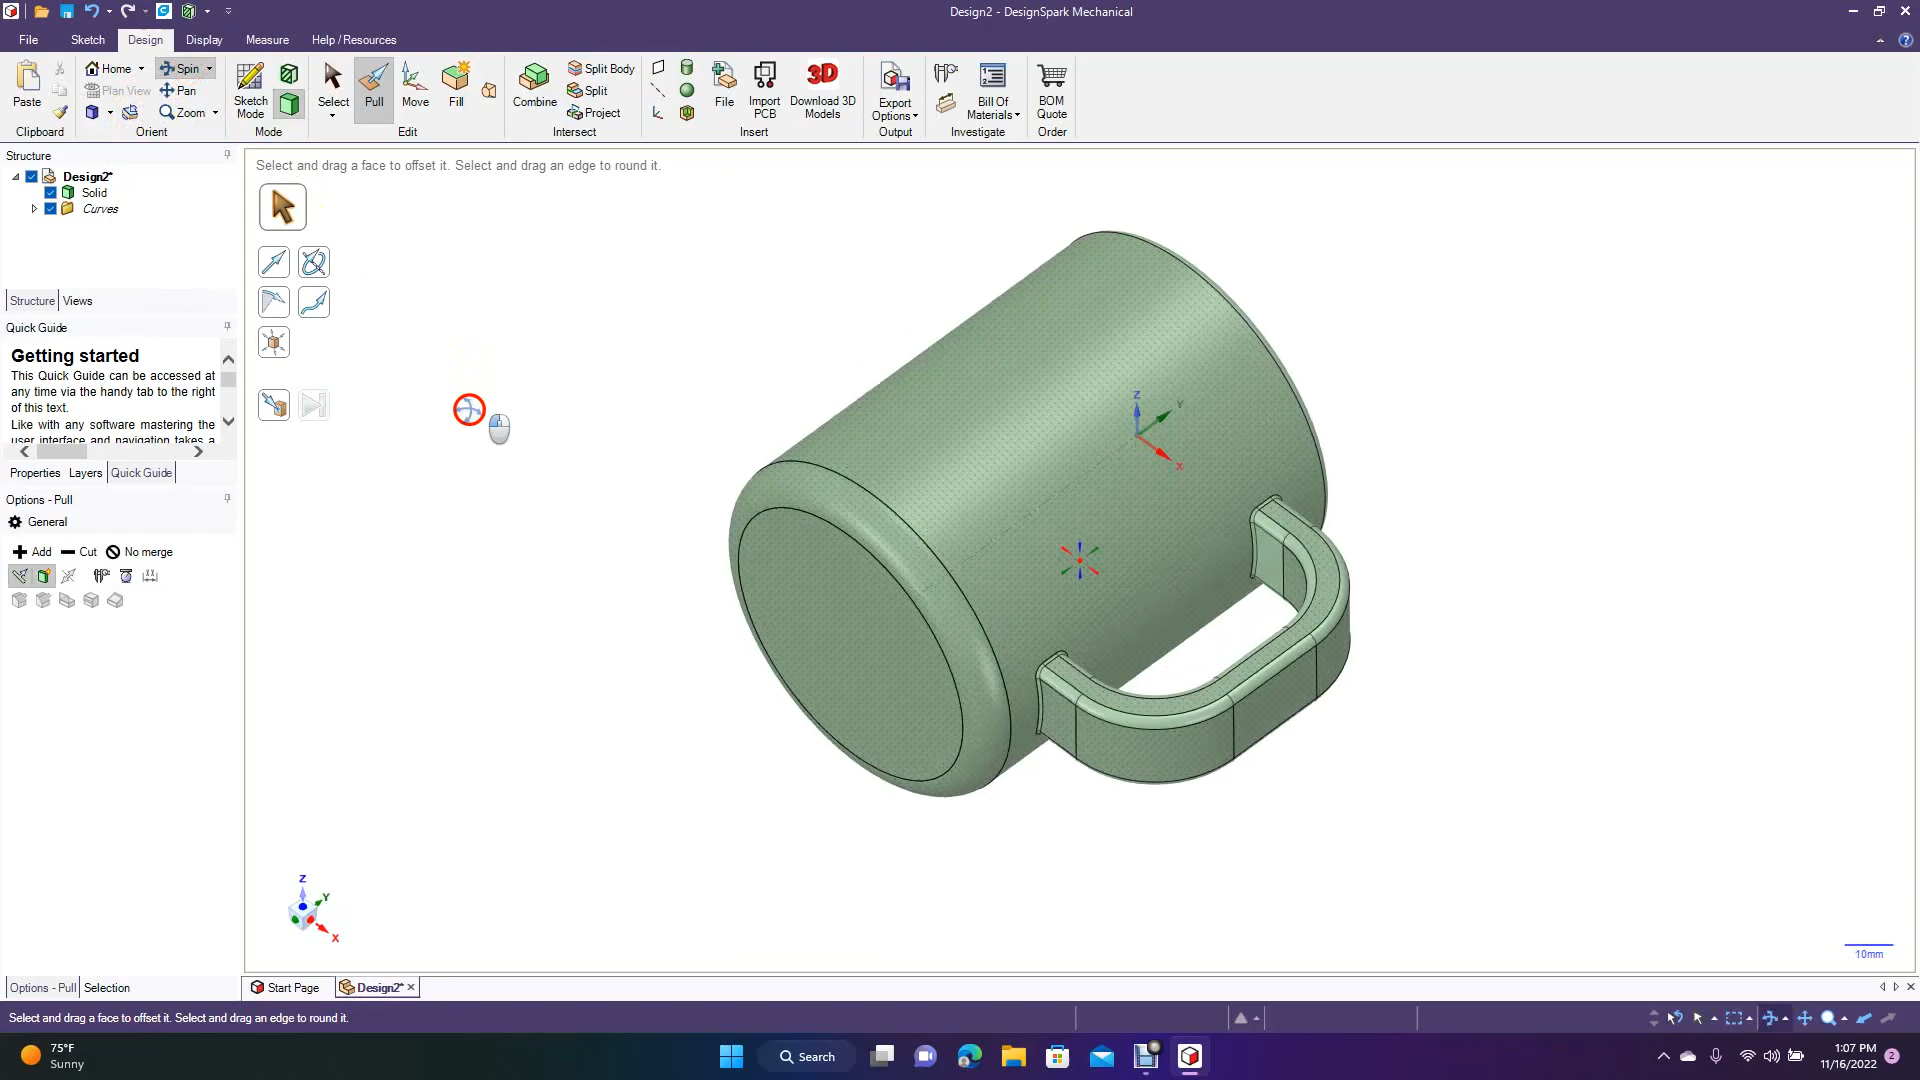 Design2 - DesignSpark Mechanical
File Sketch Design Display Measure Help / Resources
Paste
Home
Spin
Plan View
Pan
Zoom
Sketch Mode
Select
Pull
Move
Fill
Combine
Split Body
Split
Project
File
Import PCB
3D
Download 3D Models
Export Options
Bill Of Materials
BOM Quote
Clipboard Orient Mode Edit Intersect Insert Output Investigate Order
Structure
Design2*
Solid
Curves
Structure Views
Quick Guide
Getting started
This Quick Guide can be accessed at
any time via the handy tab to the right
of this text.
Like with any software mastering the
user interface and navigation takes a
Properties Layers Quick Guide
Options - Pull
General
Add Cut No merge
Select and drag a face to offset it. Select and drag an edge to round it.
Z
Y
X
Z
Y
X
10mm
Options - Pull Selection
Start Page Design2*
Select and drag a face to offset it. Select and drag an edge to round it.
75°F
Sunny
Search
1:07 PM
11/16/2022
2